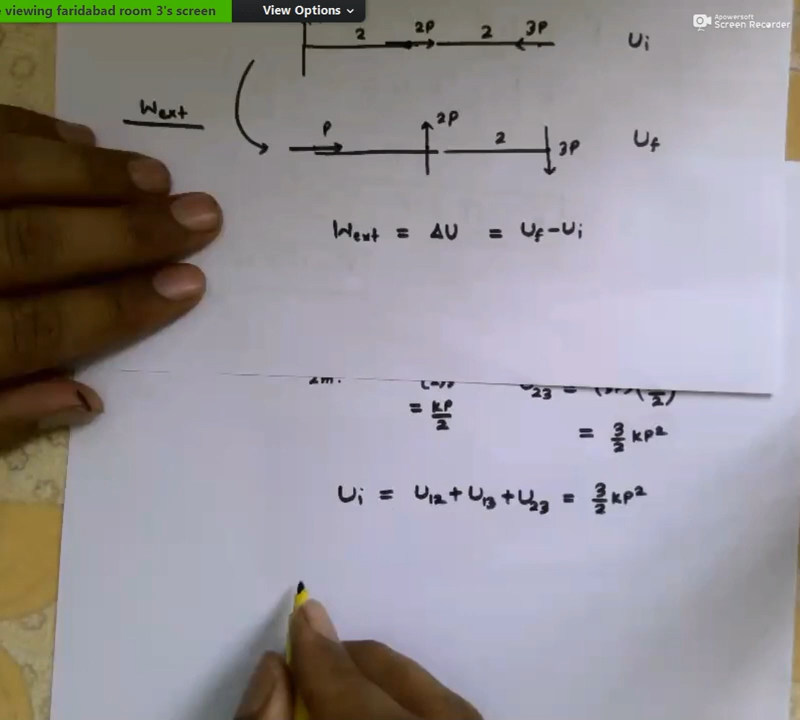 viewing faridabad room 3's screen View Options
Apowersoft
Screen Recorder
2 2P 2 3P Ui
Wext
P 2P 2 3P Uf
Wext = ΔU = Uf-Ui
= kP/2
23 =
= 3/2 kP²
Ui = U12 + U13 + U23 = 3/2 kP²